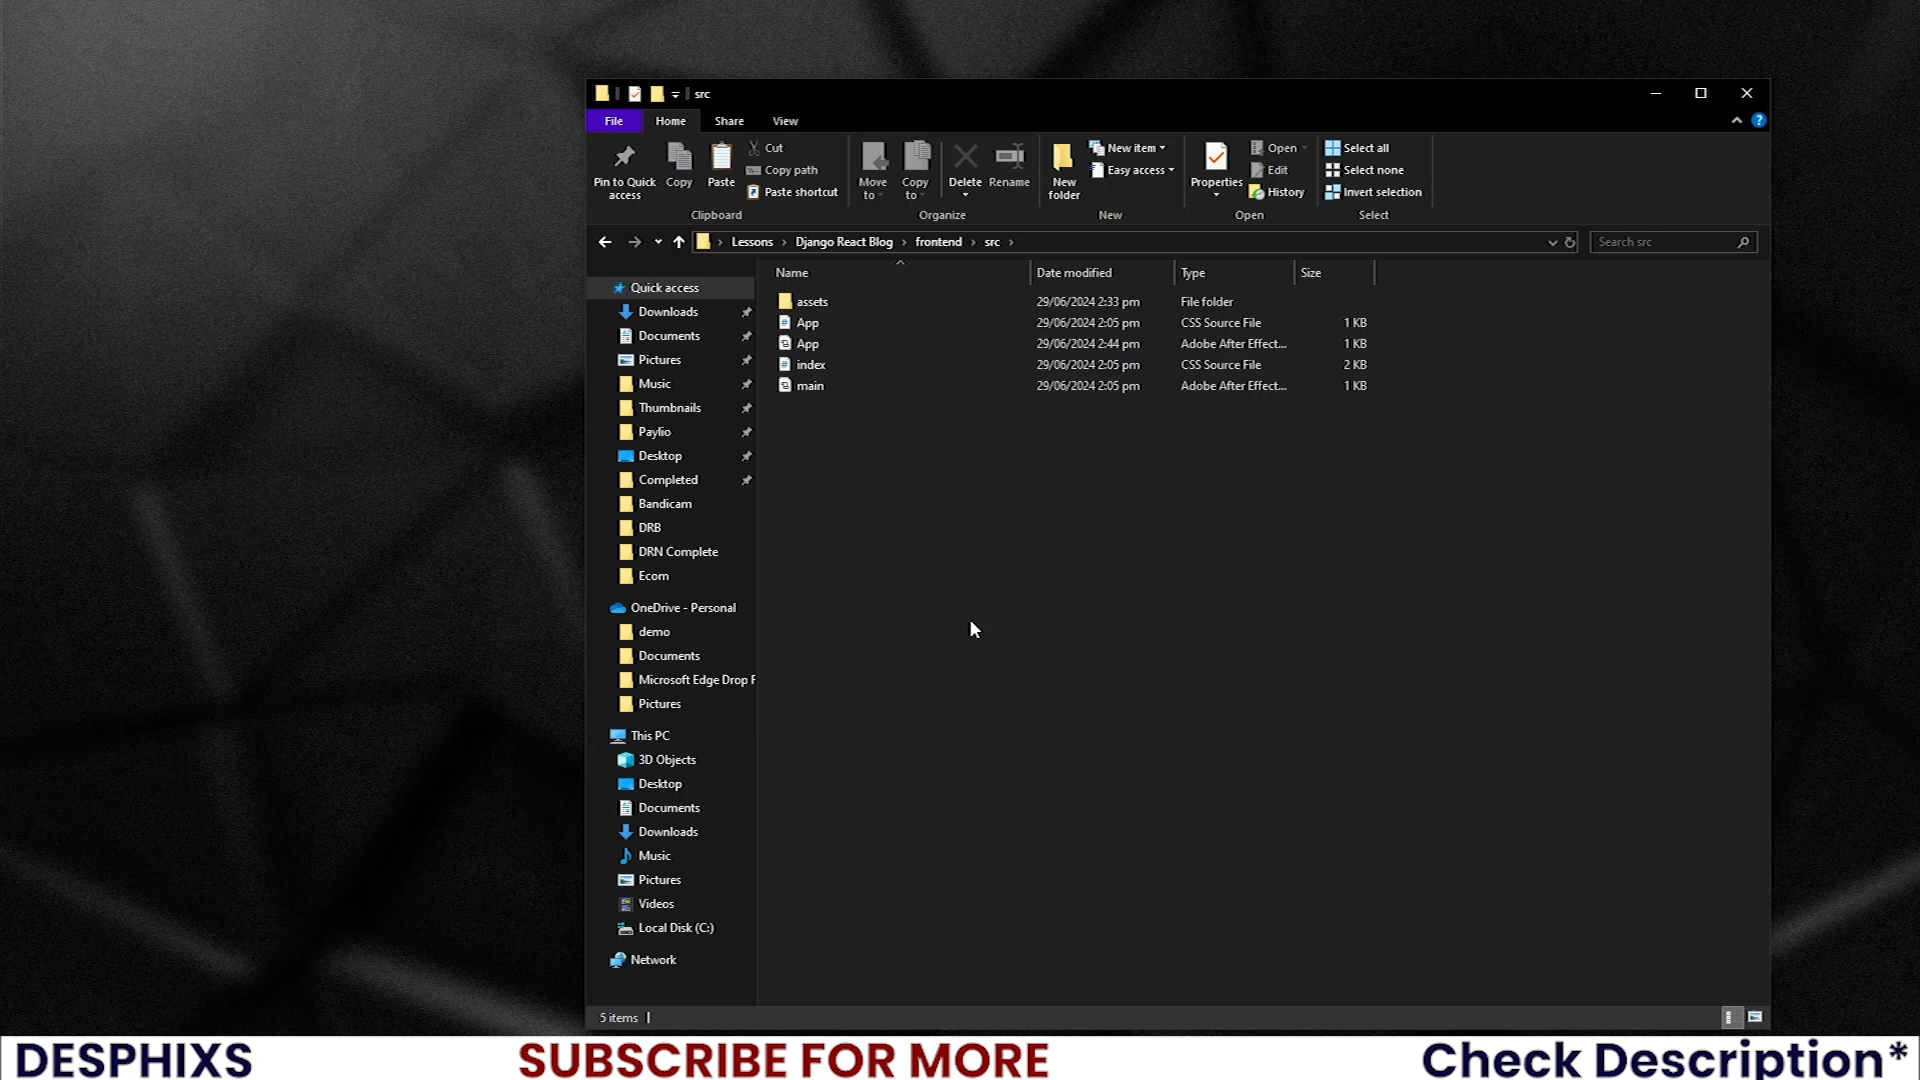 src
File Home Share View
Pin to Quick access
Copy
Paste
Cut
Copy path
Paste shortcut
Clipboard
Move to
Copy to
Delete
Rename
Organize
New folder
New item
Easy access
New
Properties
Open
Edit
History
Open
Select all
Select none
Invert selection
Select
Lessons › Django React Blog › frontend › src ›
Search src
Name Date modified Type Size
assets 29/06/2024 2:33 pm File folder
App 29/06/2024 2:05 pm CSS Source File 1 KB
App 29/06/2024 2:44 pm Adobe After Effect... 1 KB
index 29/06/2024 2:05 pm CSS Source File 2 KB
main 29/06/2024 2:05 pm Adobe After Effect... 1 KB
Quick access
Downloads
Documents
Pictures
Music
Thumbnails
Paylio
Desktop
Completed
Bandicam
DRB
DRN Complete
Ecom
OneDrive - Personal
demo
Documents
Microsoft Edge Drop F
Pictures
This PC
3D Objects
Desktop
Documents
Downloads
Music
Pictures
Videos
Local Disk (C:)
Network
5 items
DESPHIXS SUBSCRIBE FOR MORE Check Description*